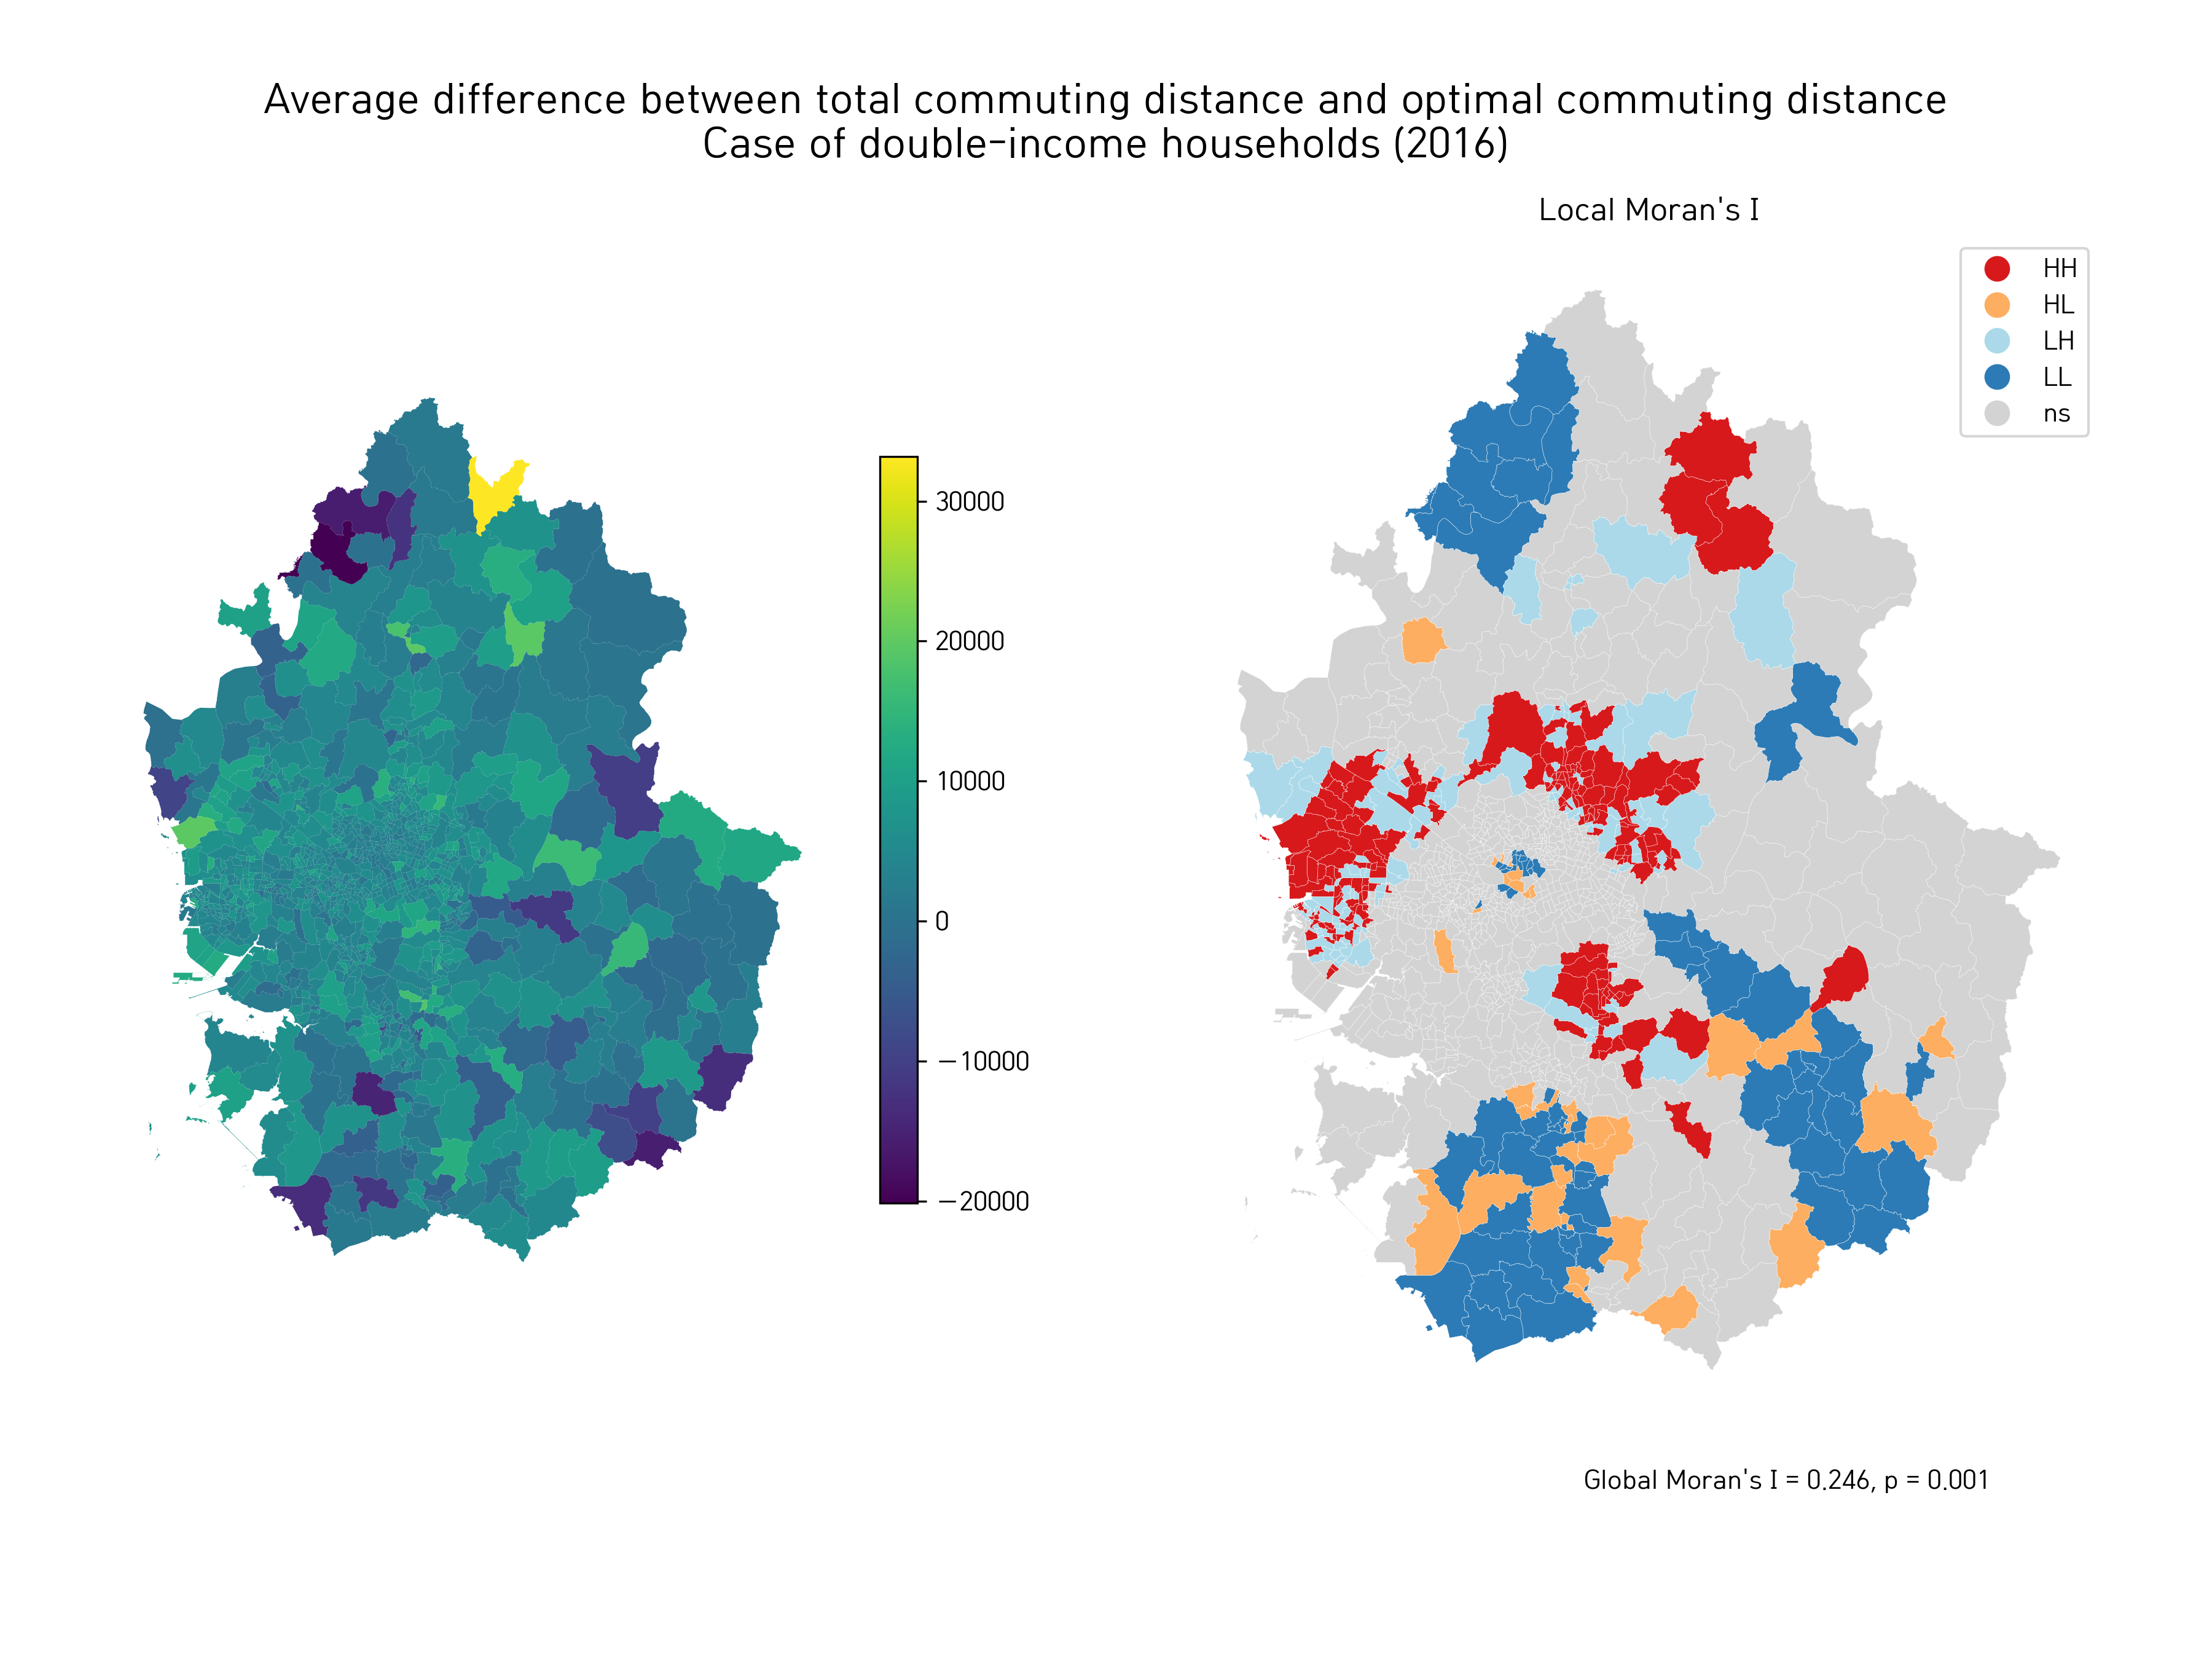 Average difference between total commuting distance and optimal commuting distance
Case of double-income households (2016)
Local Moran's I
HH
HL
LH
LL
ns
30000
20000
10000
0
−10000
−20000
Global Moran's I = 0.246, p = 0.001